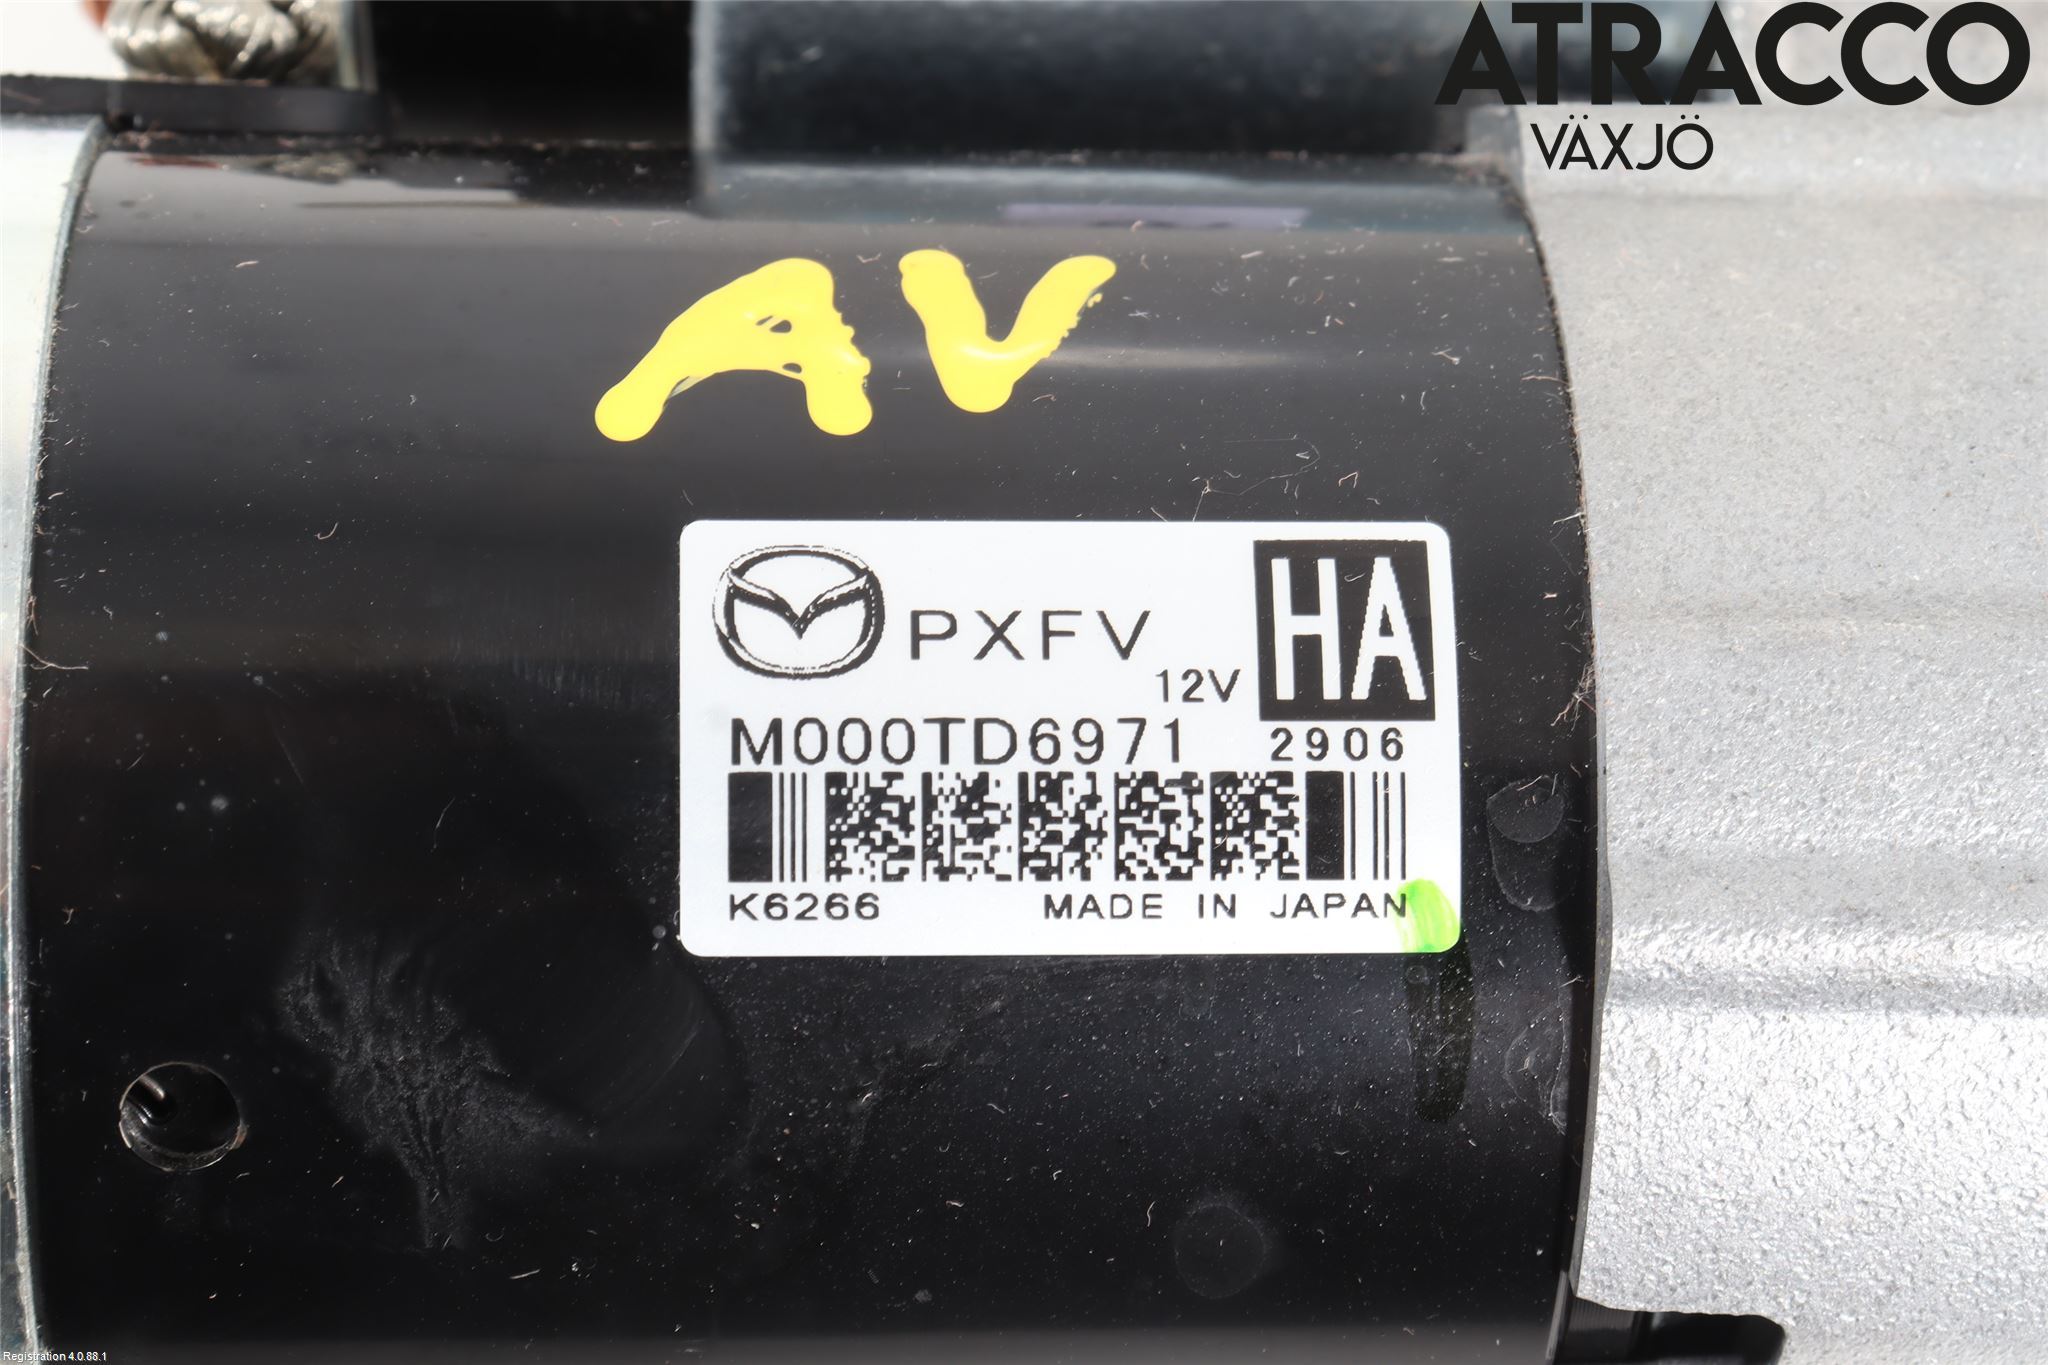 ATRACCO
VÄXJÖ
AV
PXFV
12V
HA
M000TD6971
2906
K6266 MADE IN JAPAN
Registration 4.0.88.1